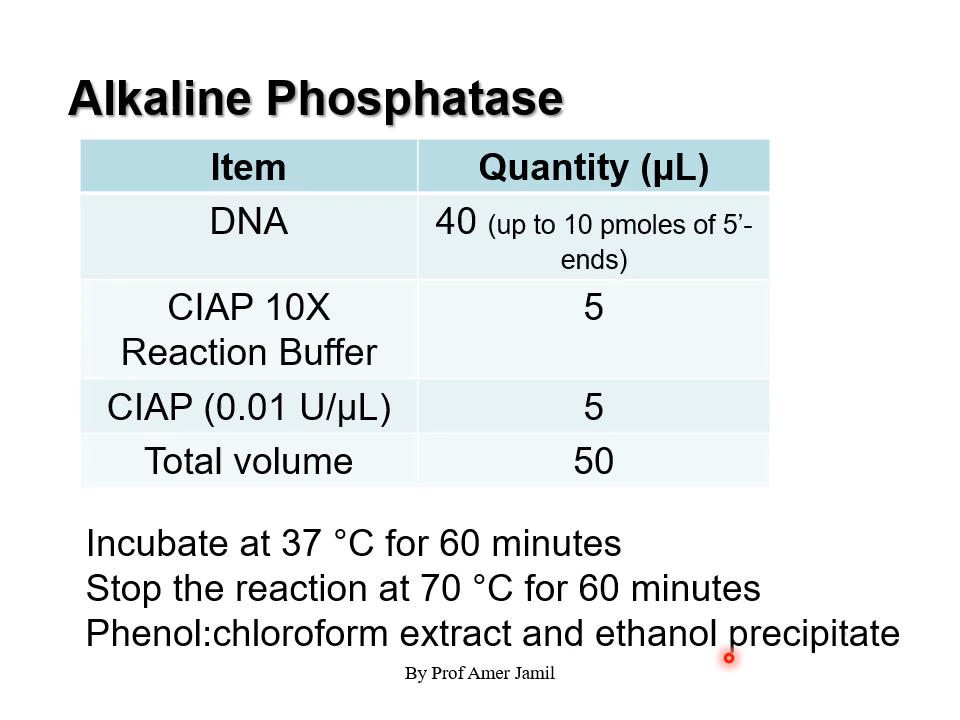 Alkaline Phosphatase
Item
Quantity (µL)
DNA
40 (up to 10 pmoles of 5’-
ends)
CIAP 10X
Reaction Buffer
5
CIAP (0.01 U/µL)
5
Total volume
50
Incubate at 37 °C for 60 minutes
Stop the reaction at 70 °C for 60 minutes
Phenol:chloroform extract and ethanol precipitate
By Prof Amer Jamil